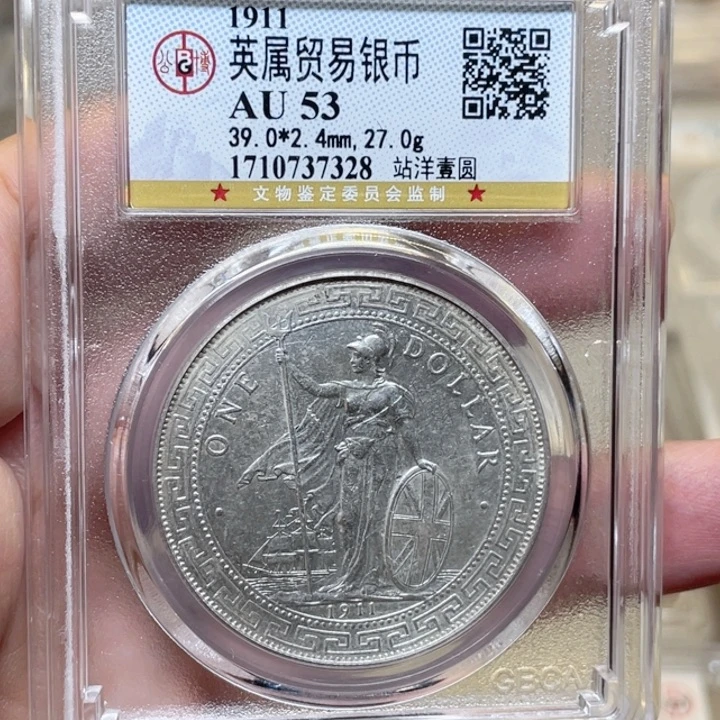 1911
英属贸易银币
AU 53
39.0*2.4mm,27.0g
1710737328 站洋壹圆
★ 文物鉴定委员会监制 ★
ONE DOLLAR
1911
GBCA